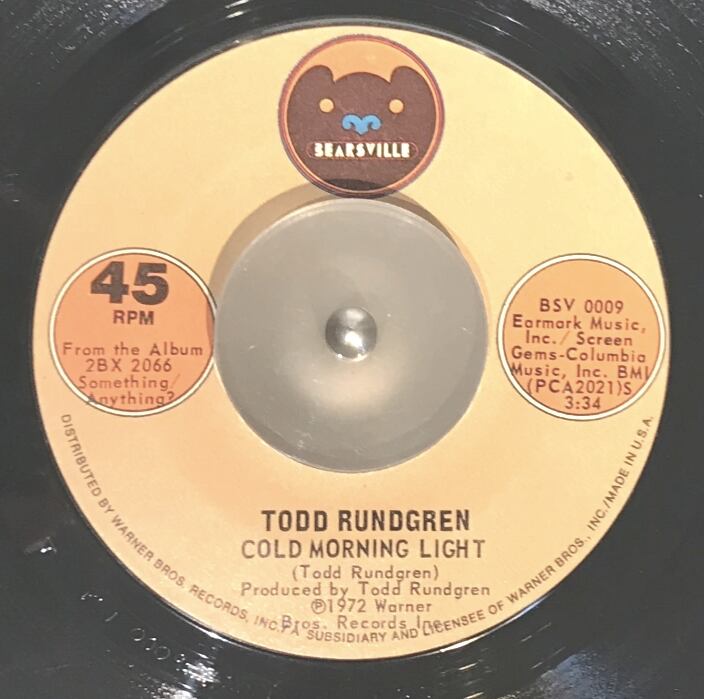 BEARSVILLE
45
RPM
From the Album
2BX 2066
Something/
Anything?
BSV 0009
Earmark Music,
Inc./ Screen
Gems-Columbia
Music, Inc. BMI
(PCA2021)S
3:34
TODD RUNDGREN
COLD MORNING LIGHT
(Todd Rundgren)
Produced by Todd Rundgren
Ⓟ1972 Warner
Bros. Records Inc.
DISTRIBUTED BY WARNER BROS. RECORDS, INC./A SUBSIDIARY AND LICENSEE OF WARNER BROS., INC./MADE IN U.S.A.